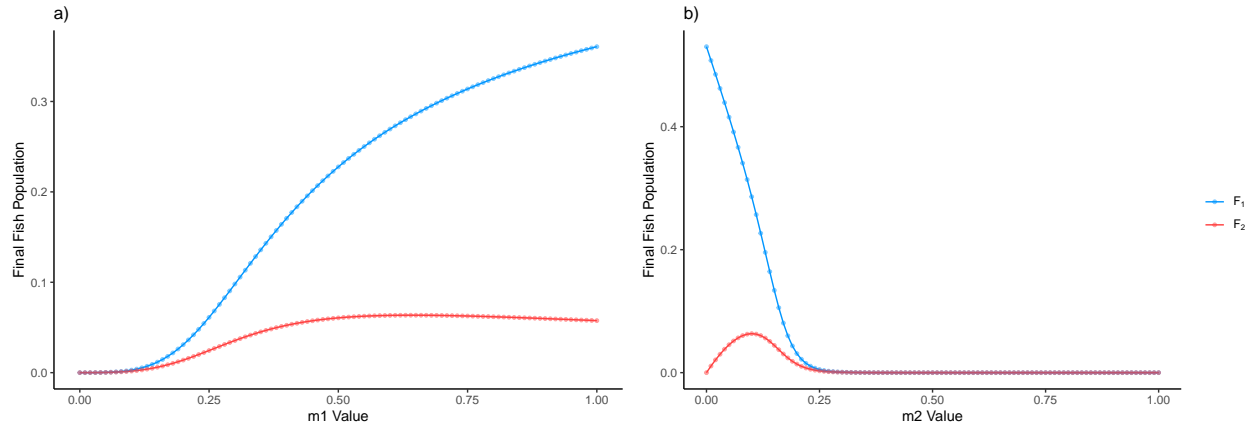 a)
Final Fish Population
0.3
0.2
0.1
0.0
0.00 0.25 0.50 0.75 1.00
m1 Value
b)
Final Fish Population
0.4
0.2
0.0
0.00 0.25 0.50 0.75 1.00
m2 Value
F₁
F₂